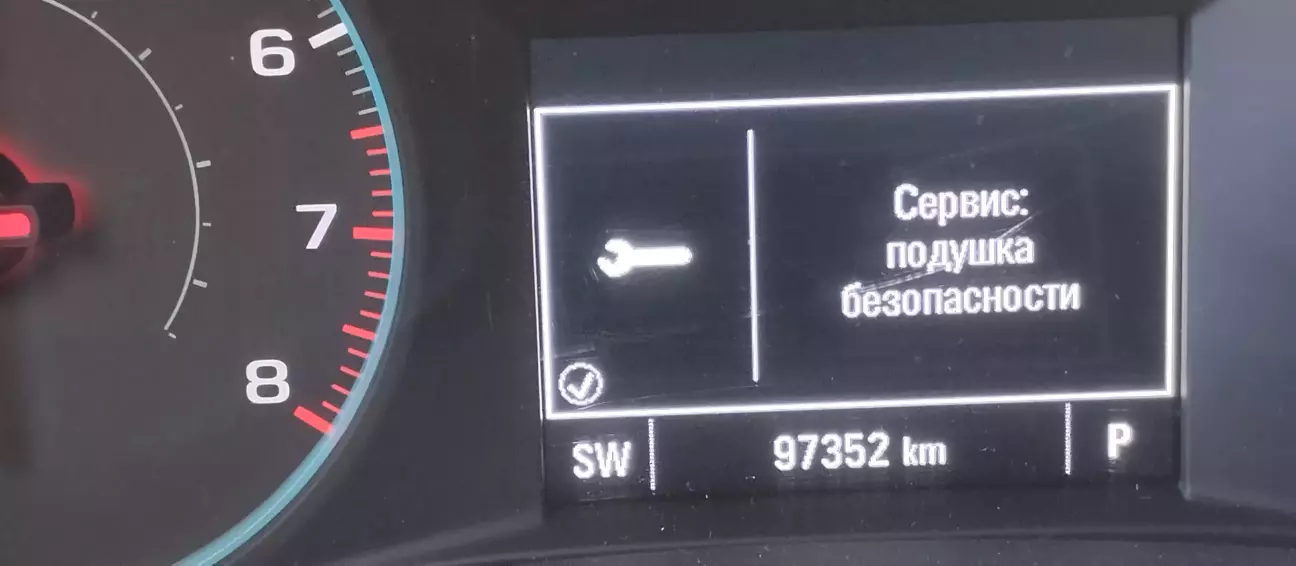 6
7
8
Сервис:
подушка
безопасности
SW
97352 km
P